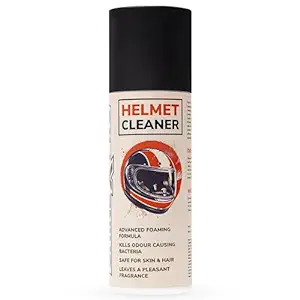 HELMET
CLEANER
ADVANCED FOAMING
FORMULA
KILLS ODOUR CAUSING
BACTERIA
SAFE FOR SKIN & HAIR
LEAVES A PLEASANT
FRAGRANCE